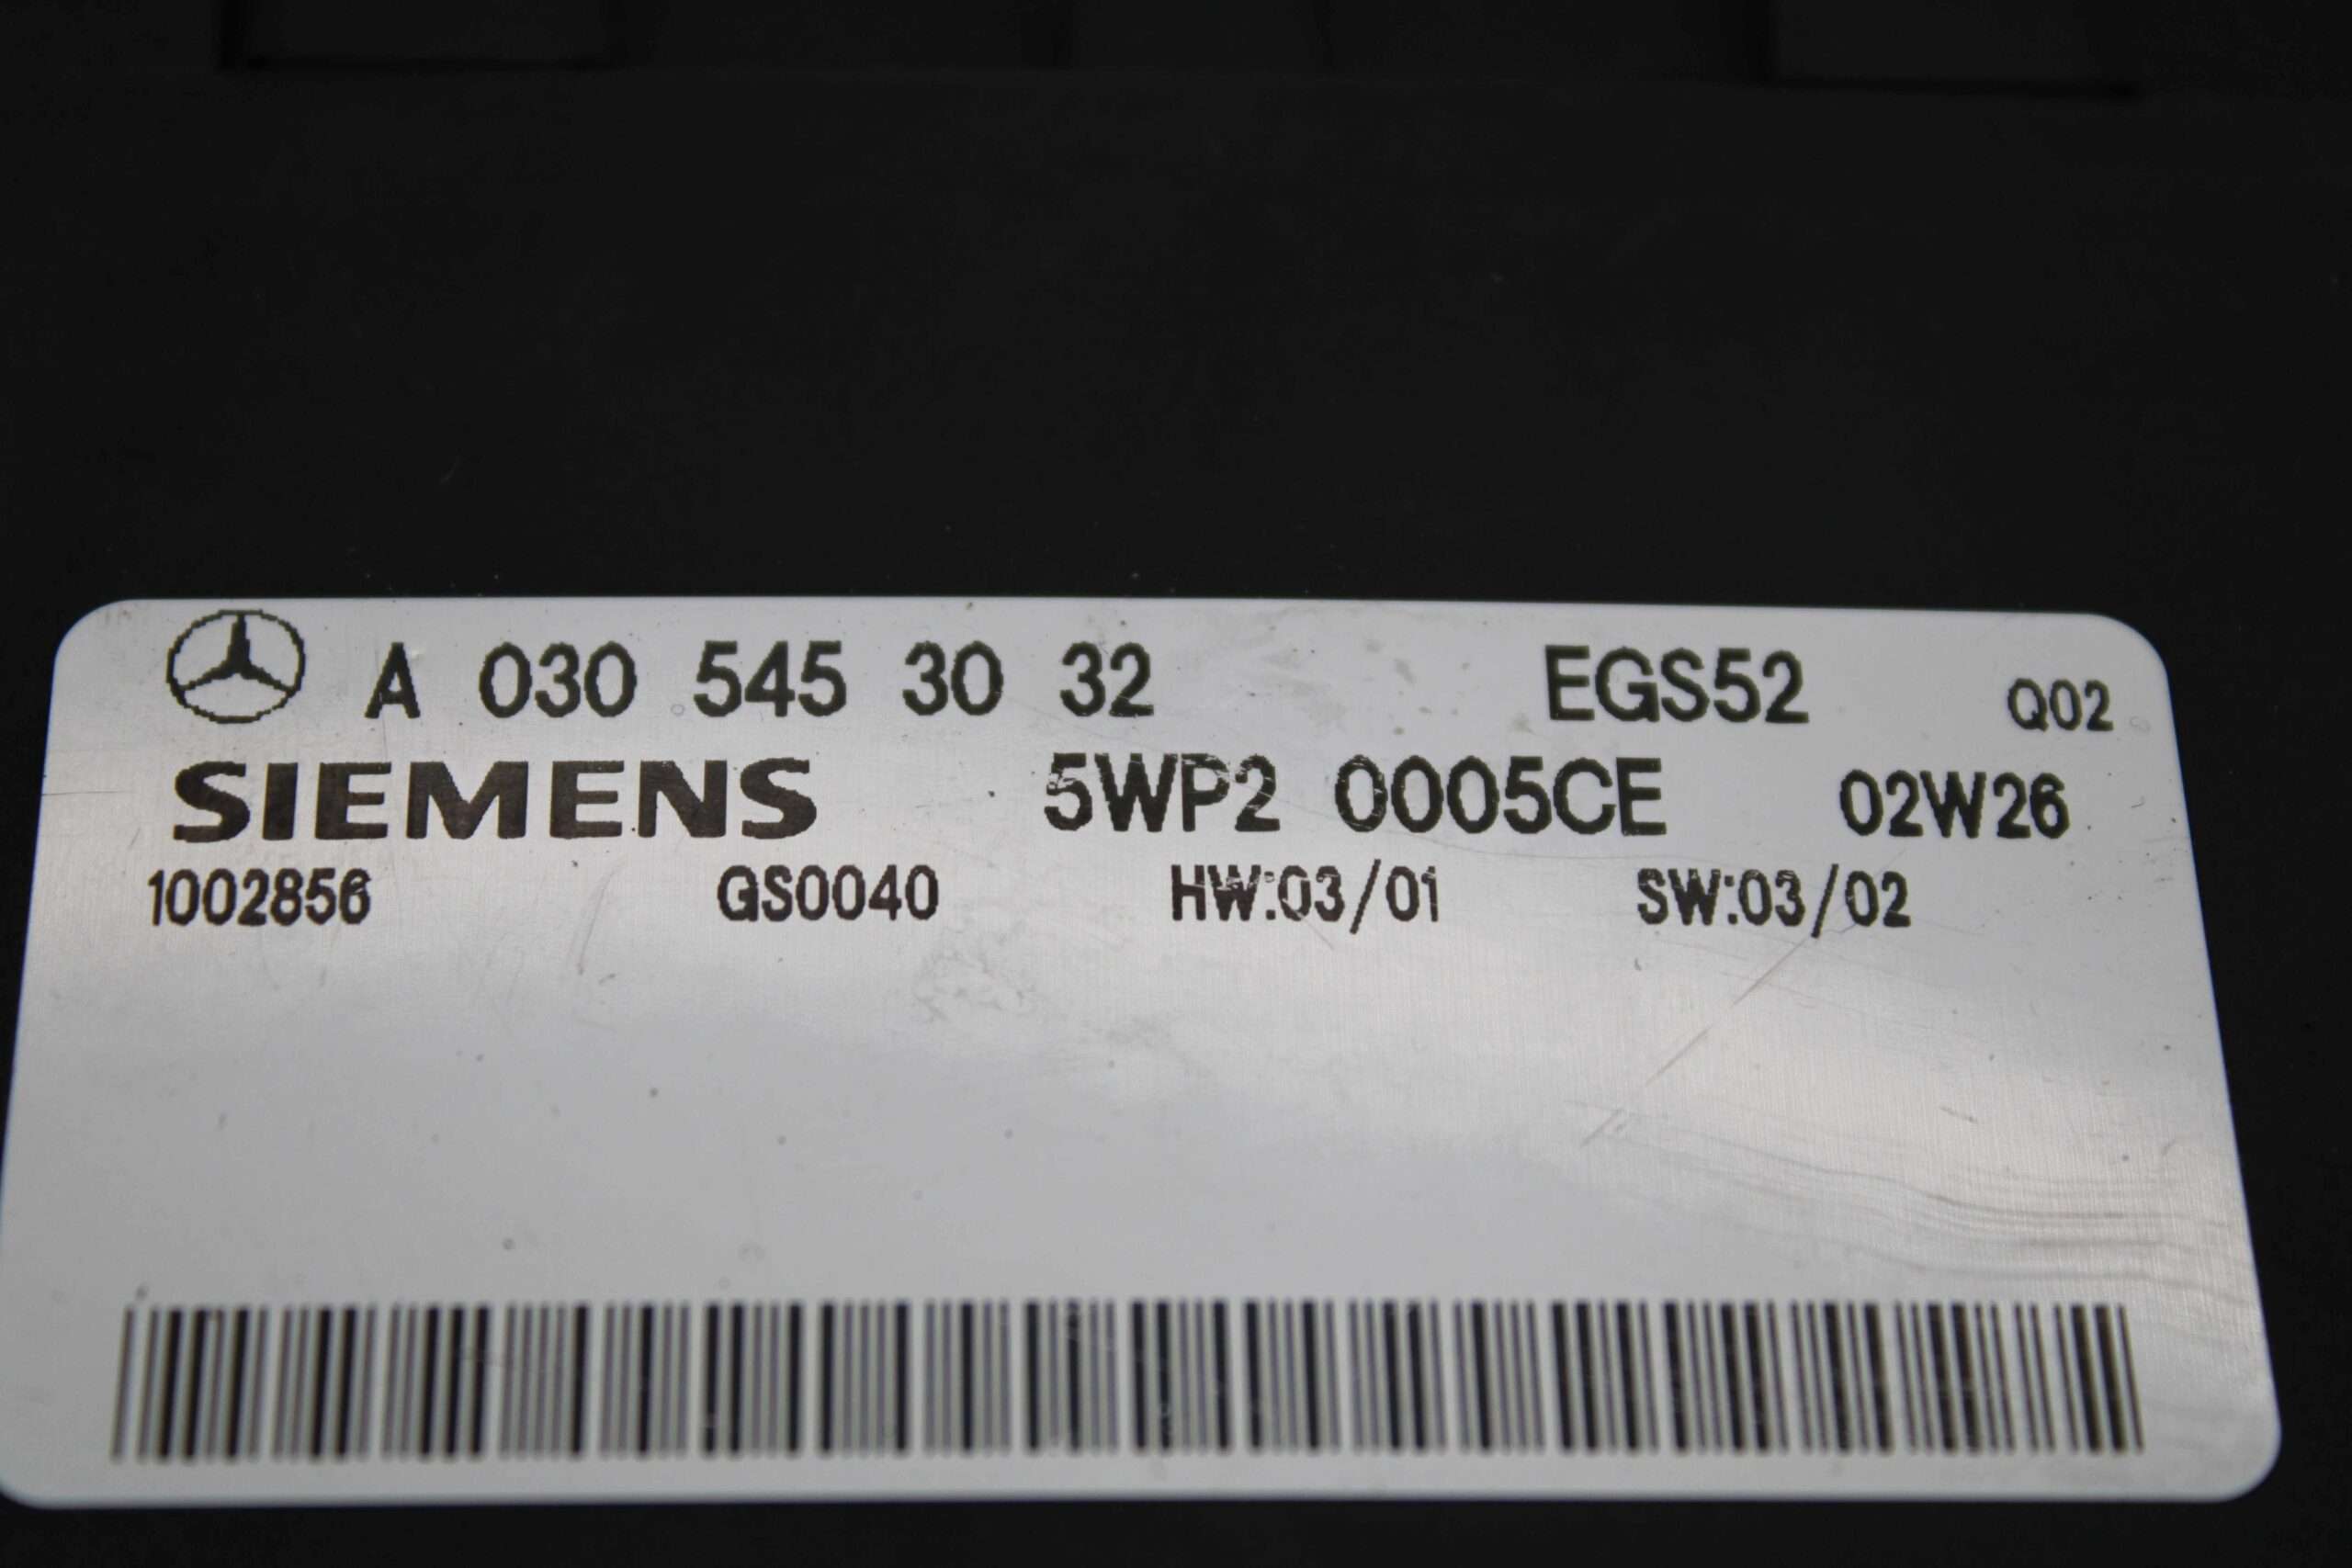 A 030 545 30 32 EGS52 Q02
SIEMENS 5WP2 0005CE 02W26
1002856 GS0040 HW:03/01 SW:03/02